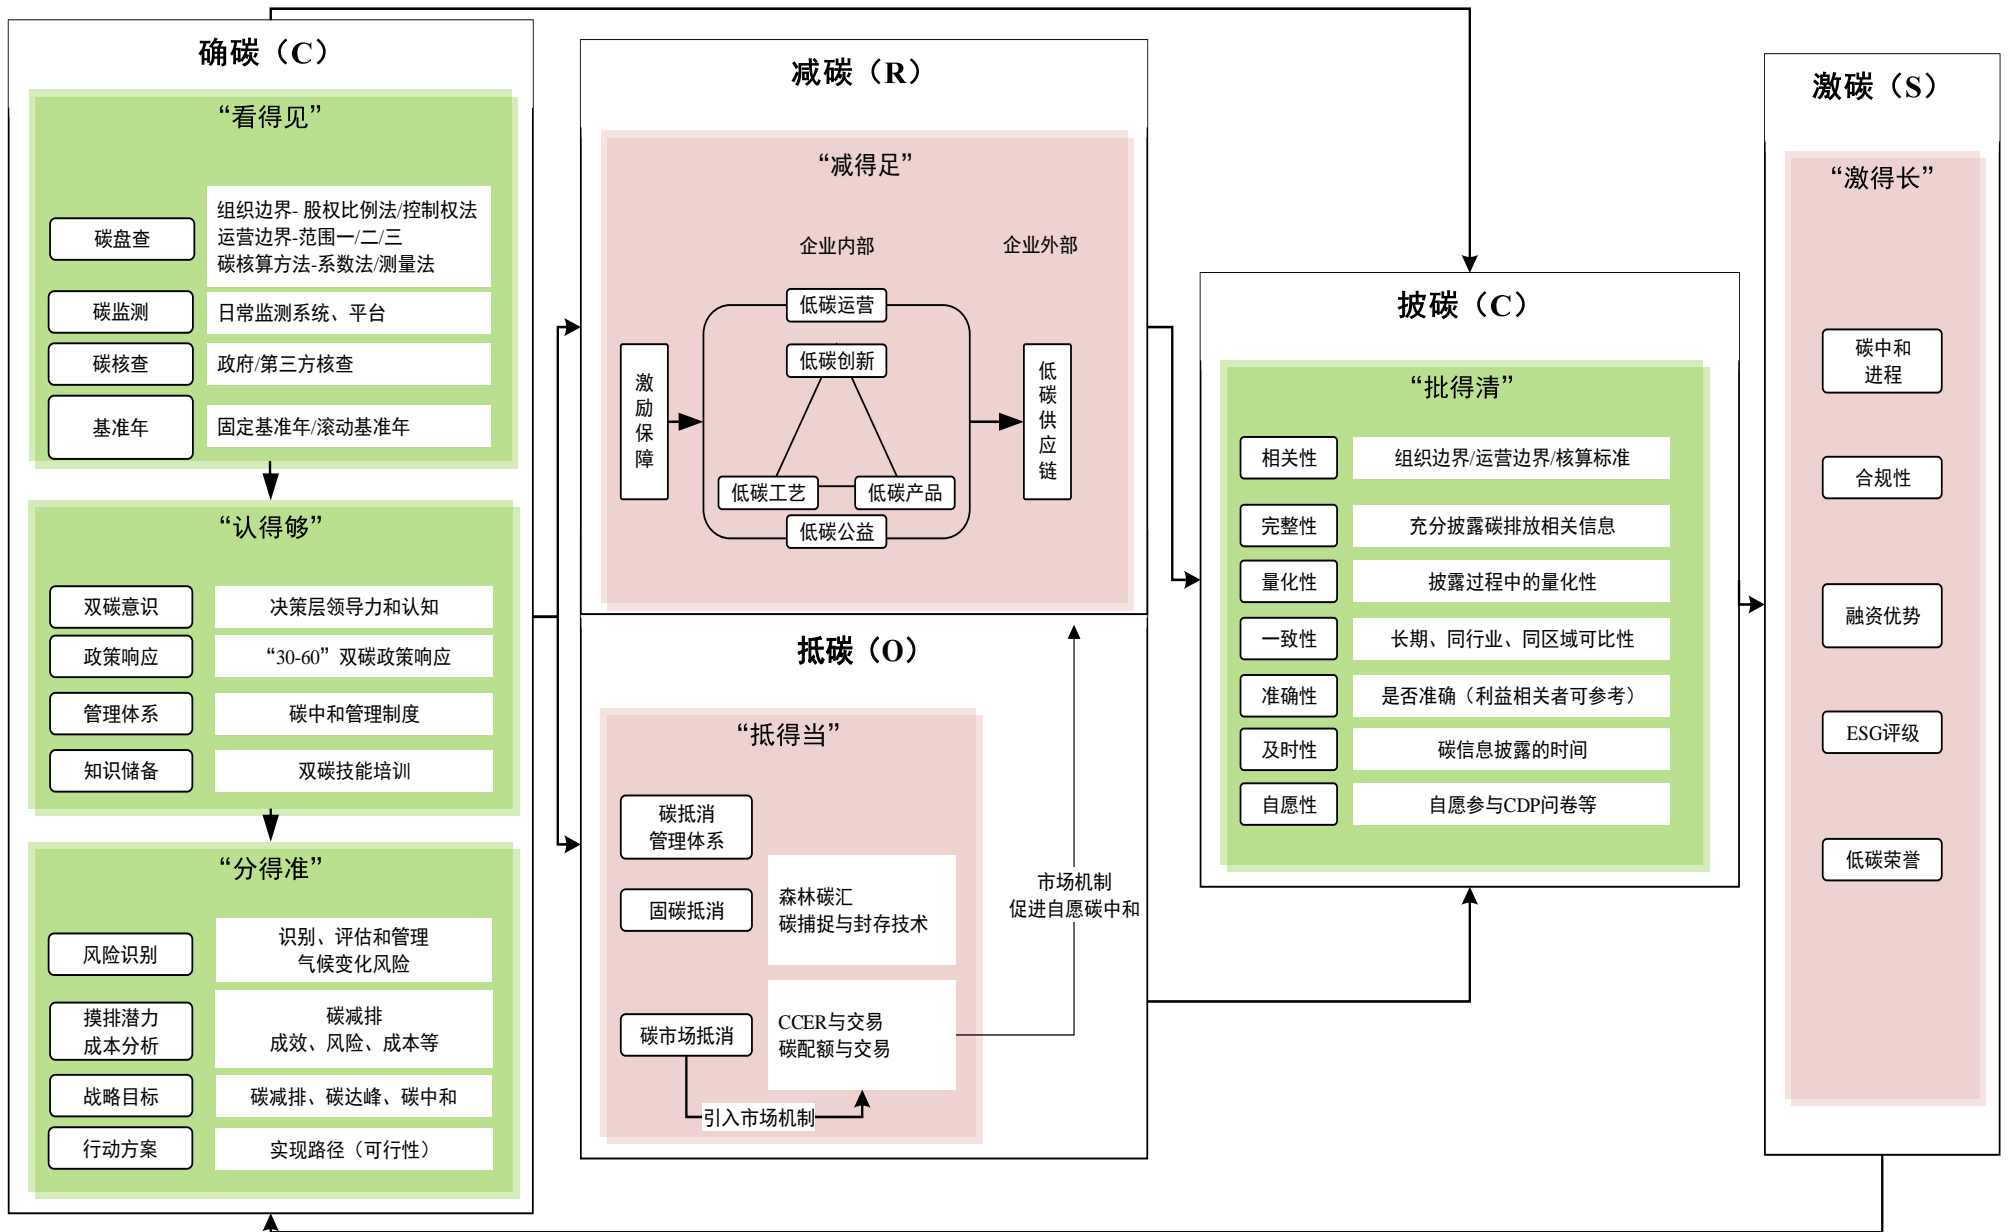 确碳（C）
“看得见”
碳盘查
组织边界- 股权比例法/控制权法
运营边界-范围一/二/三
碳核算方法-系数法/测量法
碳监测
日常监测系统、平台
碳核查
政府/第三方核查
基准年
固定基准年/滚动基准年
“认得够”
双碳意识
决策层领导力和认知
政策响应
“30-60”双碳政策响应
管理体系
碳中和管理制度
知识储备
双碳技能培训
“分得准”
风险识别
识别、评估和管理
气候变化风险
摸排潜力
成本分析
碳减排
成效、风险、成本等
战略目标
碳减排、碳达峰、碳中和
行动方案
实现路径（可行性）
减碳（R）
“减得足”
企业内部
企业外部
激励保障
低碳运营
低碳创新
低碳工艺
低碳产品
低碳公益
低碳供应链
抵碳（O）
“抵得当”
碳抵消
管理体系
固碳抵消
森林碳汇
碳捕捉与封存技术
碳市场抵消
CCER与交易
碳配额与交易
引入市场机制
市场机制
促进自愿碳中和
披碳（C）
“批得清”
相关性
组织边界/运营边界/核算标准
完整性
充分披露碳排放相关信息
量化性
披露过程中的量化性
一致性
长期、同行业、同区域可比性
准确性
是否准确（利益相关者可参考）
及时性
碳信息披露的时间
自愿性
自愿参与CDP问卷等
激碳（S）
“激得长”
碳中和
进程
合规性
融资优势
ESG评级
低碳荣誉